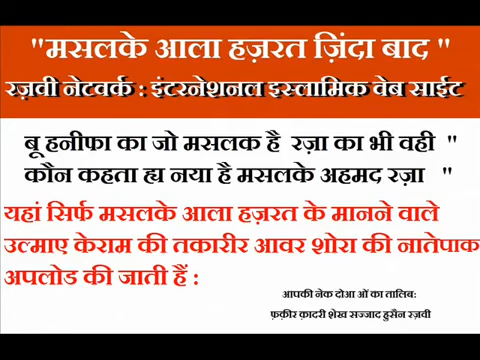 "मसलके आला हज़रत ज़िंदा बाद "
रज़वी नेटवर्क : इंटरनेशनल इस्लामिक वेब साईट
बू हनीफा का जो मसलक है रज़ा का भी वही "
कौन कहता ह्य नया है मसलके अहमद रज़ा "
यहां सिर्फ मसलके आला हज़रत के मानने वाले
उल्माए केराम की तकारीर आवर शोरा की नातेपाक
अपलोड की जाती हैं :
आपकी नेक दोआ ओं का तालिब:
फ़क़ीर क़ादरी शेख सज्जाद हुसैन रज़वी